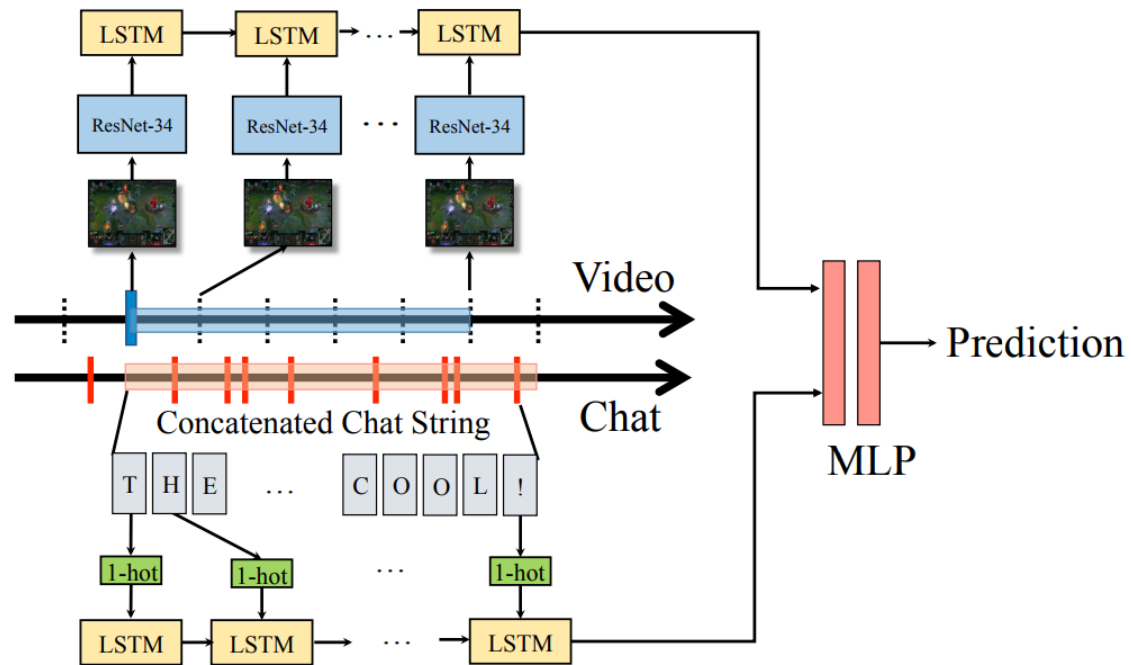 LSTM LSTM ... LSTM
ResNet-34 ResNet-34 ... ResNet-34
Video
Chat
Concatenated Chat String
T H E ... C O O L !
1-hot 1-hot ... 1-hot
LSTM LSTM ... LSTM
MLP
Prediction